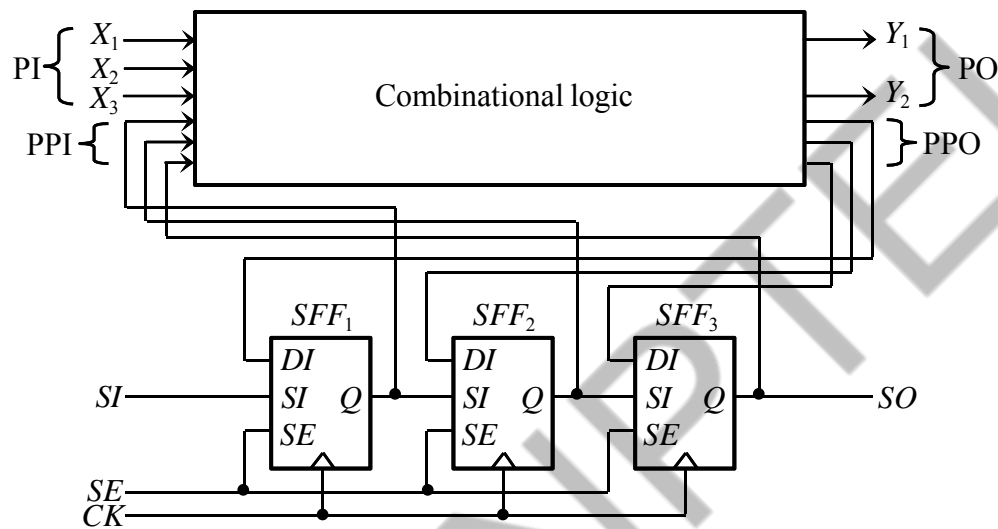 PI
X1
X2
X3
PPI
Combinational logic
Y1
Y2
PO
PPO
SFF1
SFF2
SFF3
DI
SI
Q
SE
DI
SI
Q
SE
DI
SI
Q
SE
SI
SO
SE
CK
NPTEL